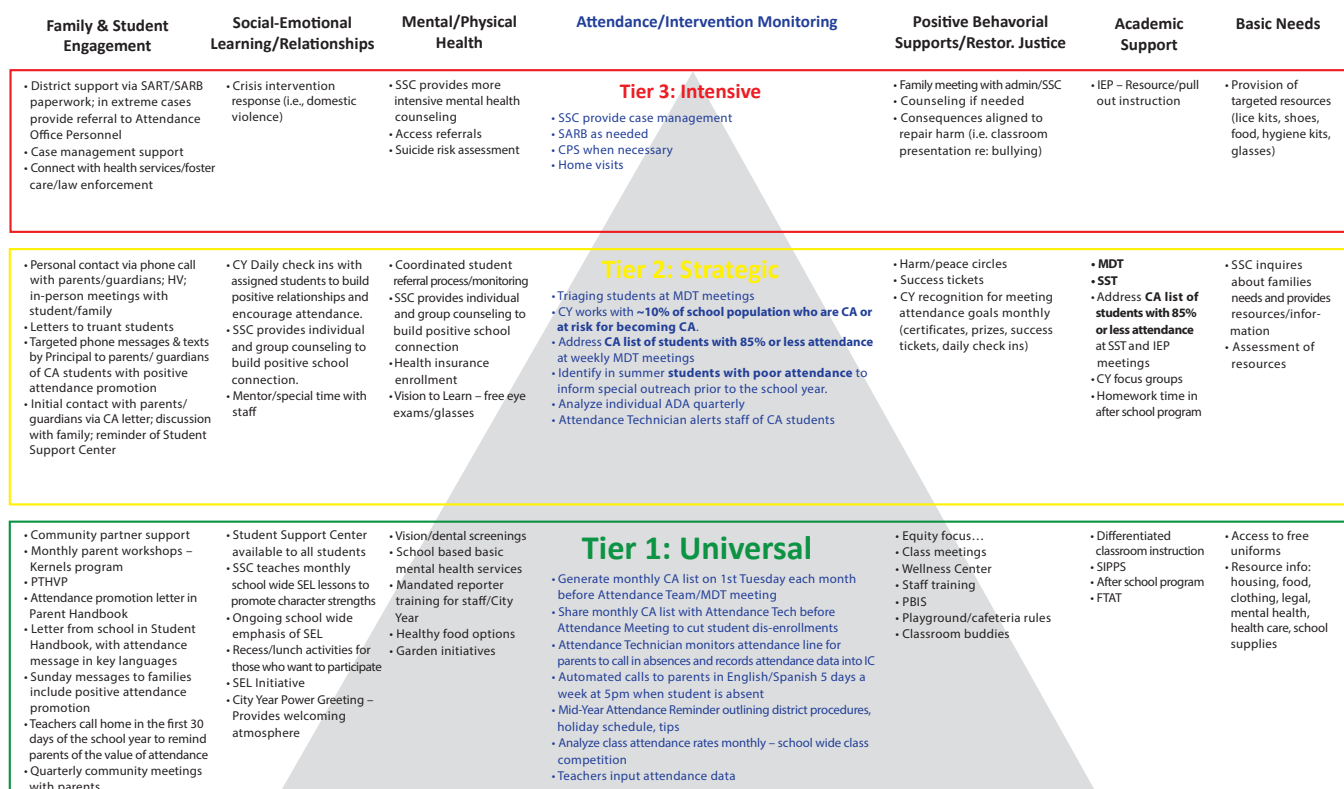 Family & Student
Engagement
Social-Emotional
Learning/Relationships
Mental/Physical
Health
Attendance/Intervention Monitoring
Positive Behavorial
Supports/Restor. Justice
Academic
Support
Basic Needs
• District support via SART/SARB
paperwork; in extreme cases
provide referral to Attendance
Office Personnel
• Case management support
• Connect with health services/foster
care/law enforcement
• Crisis intervention
response (i.e., domestic
violence)
• SSC provides more
intensive mental health
counseling
• Access referrals
• Suicide risk assessment
Tier 3: Intensive
• SSC provide case management
• SARB as needed
• CPS when necessary
• Home visits
• Family meeting with admin/SSC
• Counseling if needed
• Consequences aligned to
repair harm (i.e. classroom
presentation re: bullying)
• IEP – Resource/pull
out instruction
• Provision of
targeted resources
(lice kits, shoes,
food, hygiene kits,
glasses)
• Personal contact via phone call
with parents/guardians; HV;
in-person meetings with
student/family
• Letters to truant students
• Targeted phone messages & texts
by Principal to parents/ guardians
of CA students with positive
attendance promotion
• Initial contact with parents/
guardians via CA letter; discussion
with family; reminder of Student
Support Center
• CY Daily check ins with
assigned students to build
positive relationships and
encourage attendance.
• SSC provides individual
and group counseling to
build positive school
connection.
• Mentor/special time with
staff
• Coordinated student
referral process/monitoring
• SSC provides individual
and group counseling to
build positive school
connection
• Health insurance
enrollment
• Vision to Learn – free eye
exams/glasses
Tier 2: Strategic
• Triaging students at MDT meetings
• CY works with ~10% of school population who are CA or
at risk for becoming CA.
• Address CA list of students with 85% or less attendance
at weekly MDT meetings
• Identify in summer students with poor attendance to
inform special outreach prior to the school year.
• Analyze individual ADA quarterly
• Attendance Technician alerts staff of CA students
• Harm/peace circles
• Success tickets
• CY recognition for meeting
attendance goals monthly
(certificates, prizes, success
tickets, daily check ins)
• MDT
• SST
• Address CA list of
students with 85%
or less attendance
at SST and IEP
meetings
• CY focus groups
• Homework time in
after school program
• SSC inquires
about families
needs and provides
resources/infor-
mation
• Assessment of
resources
• Community partner support
• Monthly parent workshops –
Kernels program
• PTHVP
• Attendance promotion letter in
Parent Handbook
• Letter from school in Student
Handbook, with attendance
message in key languages
• Sunday messages to families
include positive attendance
promotion
• Teachers call home in the first 30
days of the school year to remind
parents of the value of attendance
• Quarterly community meetings
with parents
• Student Support Center
available to all students
• SSC teaches monthly
school wide SEL lessons to
promote character strengths
• Ongoing school wide
emphasis of SEL
• Recess/lunch activities for
those who want to participate
• SEL Initiative
• City Year Power Greeting –
Provides welcoming
atmosphere
• Vision/dental screenings
• School based basic
mental health services
• Mandated reporter
training for staff/City
Year
• Healthy food options
• Garden initiatives
Tier 1: Universal
• Generate monthly CA list on 1st Tuesday each month
before Attendance Team/MDT meeting
• Share monthly CA list with Attendance Tech before
Attendance Meeting to cut student dis-enrollments
• Attendance Technician monitors attendance line for
parents to call in absences and records attendance data into IC
• Automated calls to parents in English/Spanish 5 days a
week at 5pm when student is absent
• Mid-Year Attendance Reminder outlining district procedures,
holiday schedule, tips
• Analyze class attendance rates monthly – school wide class
competition
• Teachers input attendance data
• Equity focus…
• Class meetings
• Wellness Center
• Staff training
• PBIS
• Playground/cafeteria rules
• Classroom buddies
• Differentiated
classroom instruction
• SIPPS
• After school program
• FTAT
• Access to free
uniforms
• Resource info:
housing, food,
clothing, legal,
mental health,
health care, school
supplies